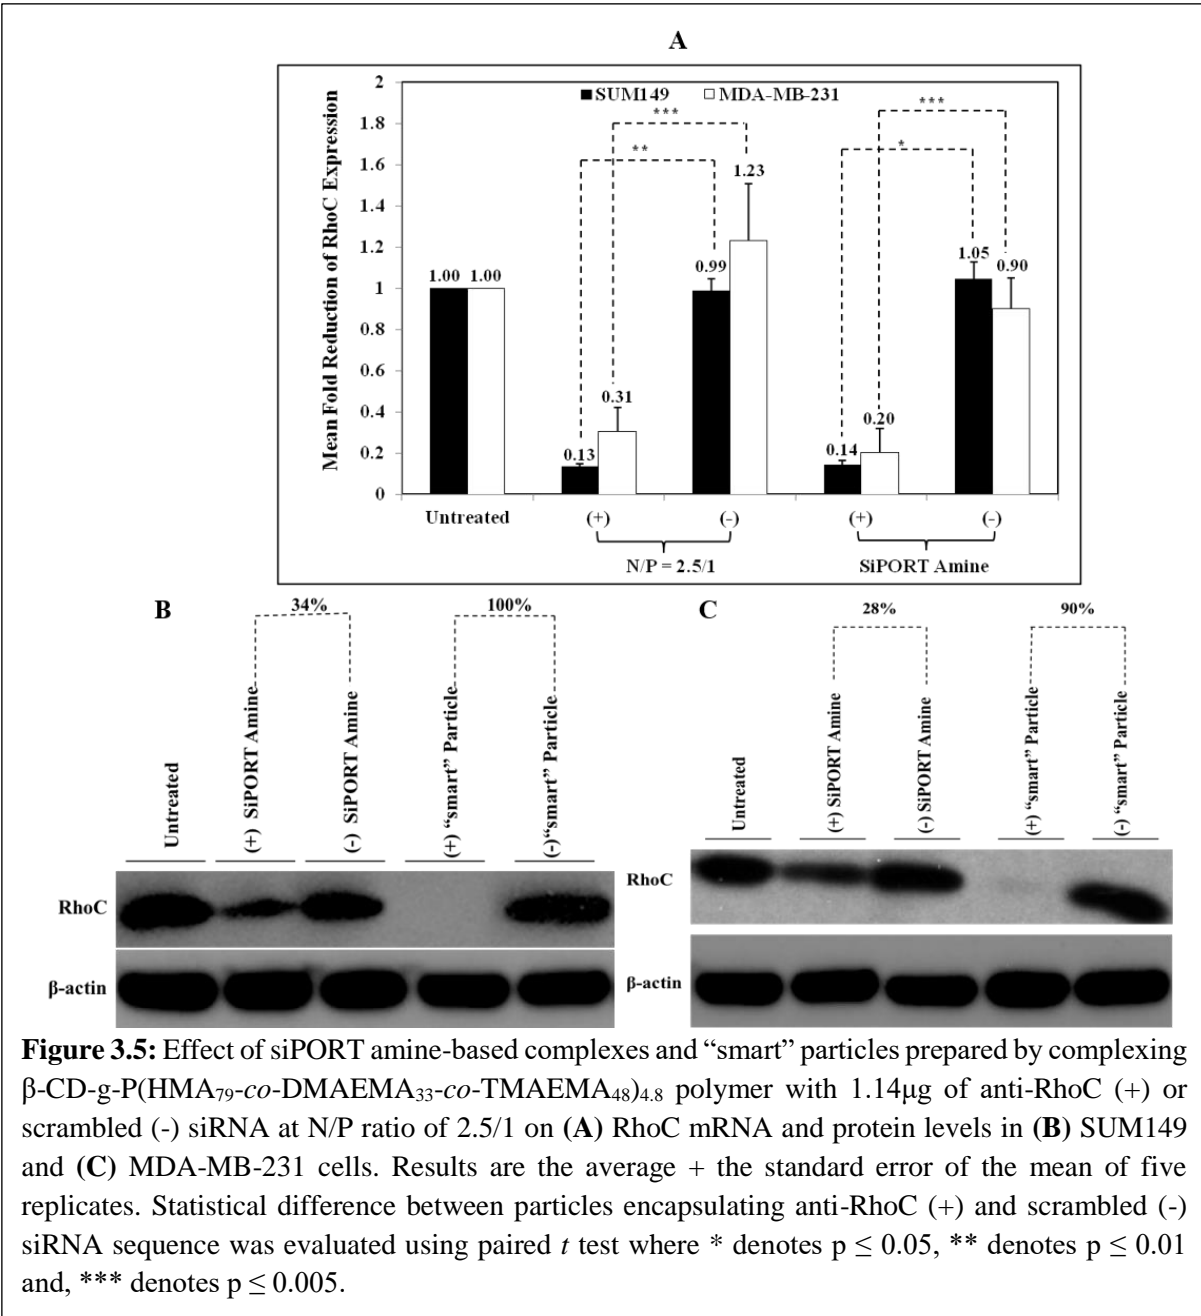 A
2
1.8
1.6
1.4
1.2
1
0.8
0.6
0.4
0.2
0
Mean Fold Reduction of RhoC Expression
SUM149 MDA-MB-231
*** ***
** *
1.00 1.00 0.13 0.31 0.99 1.23 0.14 0.20 1.05 0.90
Untreated (+) (-) (+) (-)
N/P = 2.5/1 SiPORT Amine
B
34% 100%
Untreated
(+) SiPORT Amine
(-) SiPORT Amine
(+) “smart” Particle
(-)“smart” Particle
RhoC
β-actin
C
28% 90%
Untreated
(+) SiPORT Amine
(-) SiPORT Amine
(+) “smart” Particle
(-) “smart” Particle
RhoC
β-actin
Figure 3.5: Effect of siPORT amine-based complexes and “smart” particles prepared by complexing
β-CD-g-P(HMA79-co-DMAEMA33-co-TMAEMA48)4.8 polymer with 1.14μg of anti-RhoC (+) or
scrambled (-) siRNA at N/P ratio of 2.5/1 on (A) RhoC mRNA and protein levels in (B) SUM149
and (C) MDA-MB-231 cells. Results are the average + the standard error of the mean of five
replicates. Statistical difference between particles encapsulating anti-RhoC (+) and scrambled (-)
siRNA sequence was evaluated using paired t test where * denotes p ≤ 0.05, ** denotes p ≤ 0.01
and, *** denotes p ≤ 0.005.